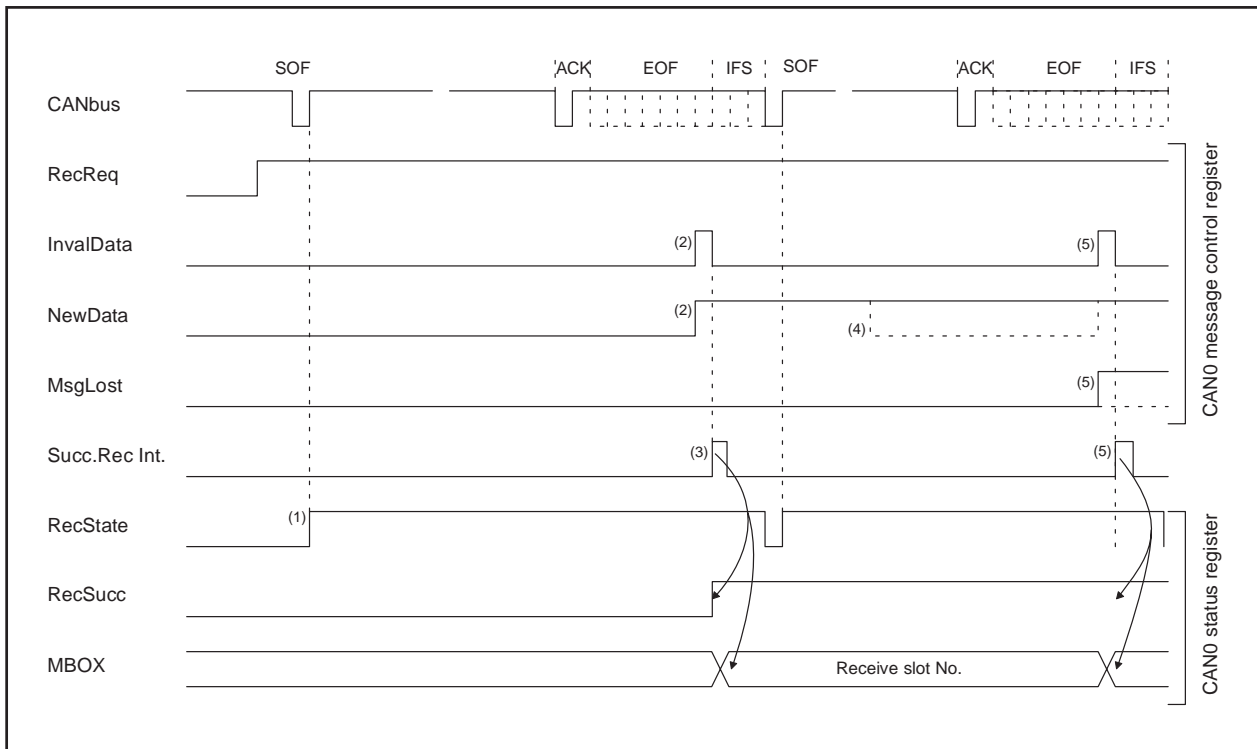 SOF ACK EOF IFS SOF ACK EOF IFS
CANbus
RecReq
InvalData (2) (5)
NewData (2) (4)
MsgLost (5)
Succ.Rec Int. (3) (5)
RecState (1)
RecSucc
MBOX Receive slot No.
CAN0 message control register
CAN0 status register